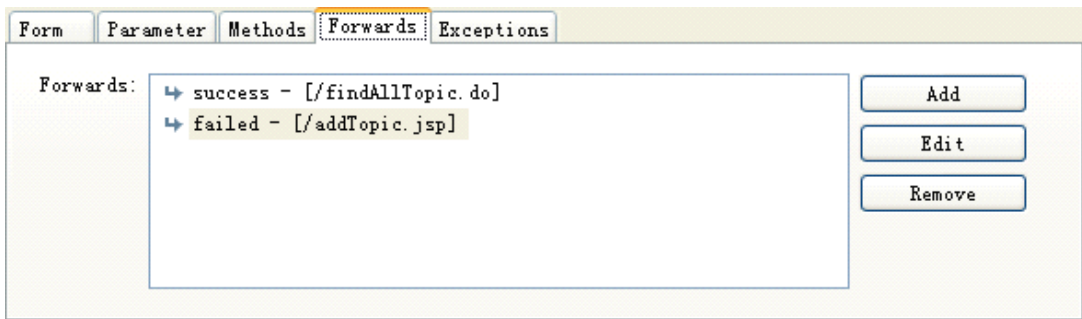 Form Parameter Methods Forwards Exceptions
Forwards:
success - [/findAllTopic.do]
failed - [/addTopic.jsp]
Add
Edit
Remove